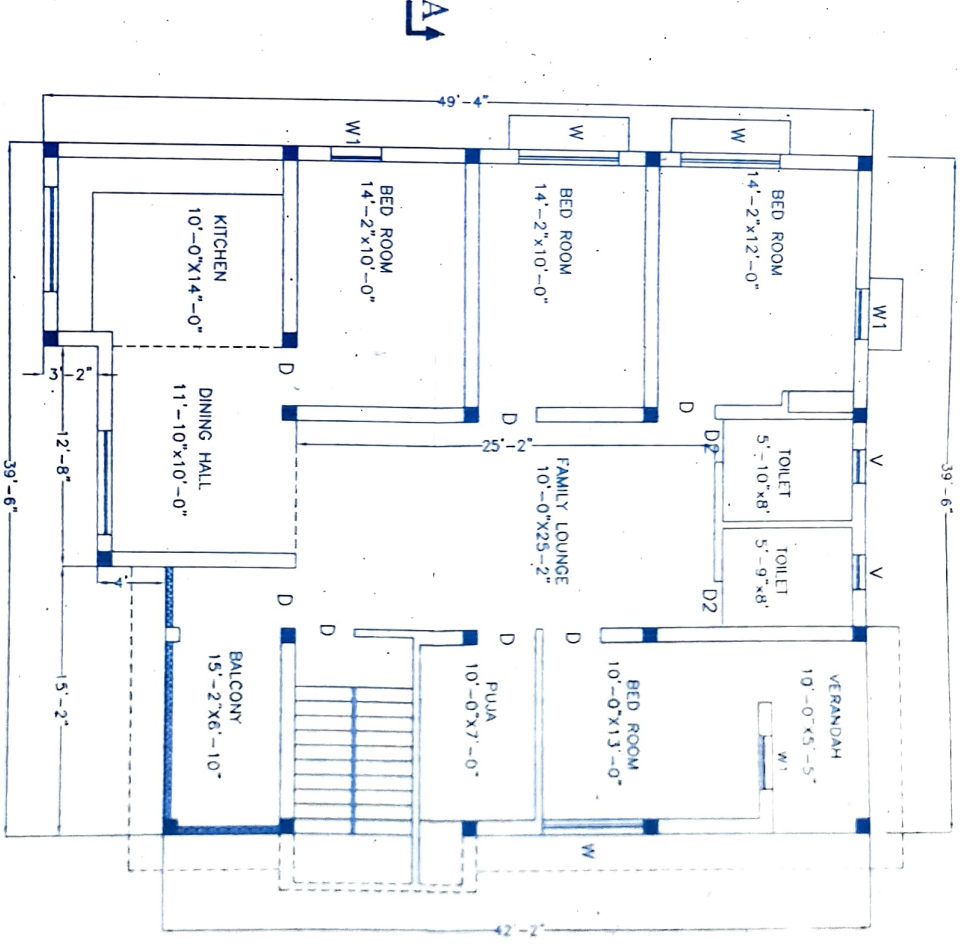 A
49'-4"
39'-6"
W1
W
W
BED ROOM
14'-2"x12'-0"
W1
BED ROOM
14'-2"x10'-0"
BED ROOM
14'-2"x10'-0"
KITCHEN
10'-0"X14"-0"
D
D
D
D2
TOILET
5'-10"x8'
V
25'-2"
3'-2"
12'-8"
DINING HALL
11'-10"x10'-0"
FAMILY LOUNGE
10'-0"X25-2"
TOILET
5'-9"x8'
V
D2
39'-6"
4'
D
D
D
D
BALCONY
15'-2"X6'-10"
PUJA
10'-0"X7'-0"
BED ROOM
10'-0"X13'-0"
VERANDAH
10'-0"X5'-5"
W1
15'-2"
W
42'-2"